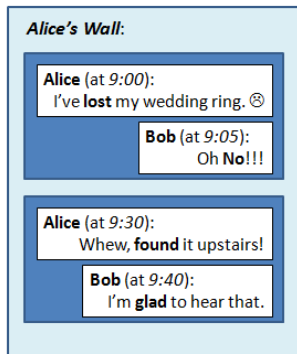 Alice's Wall:
Alice (at 9:00):
I've lost my wedding ring. ☹
Bob (at 9:05):
Oh No!!!
Alice (at 9:30):
Whew, found it upstairs!
Bob (at 9:40):
I'm glad to hear that.